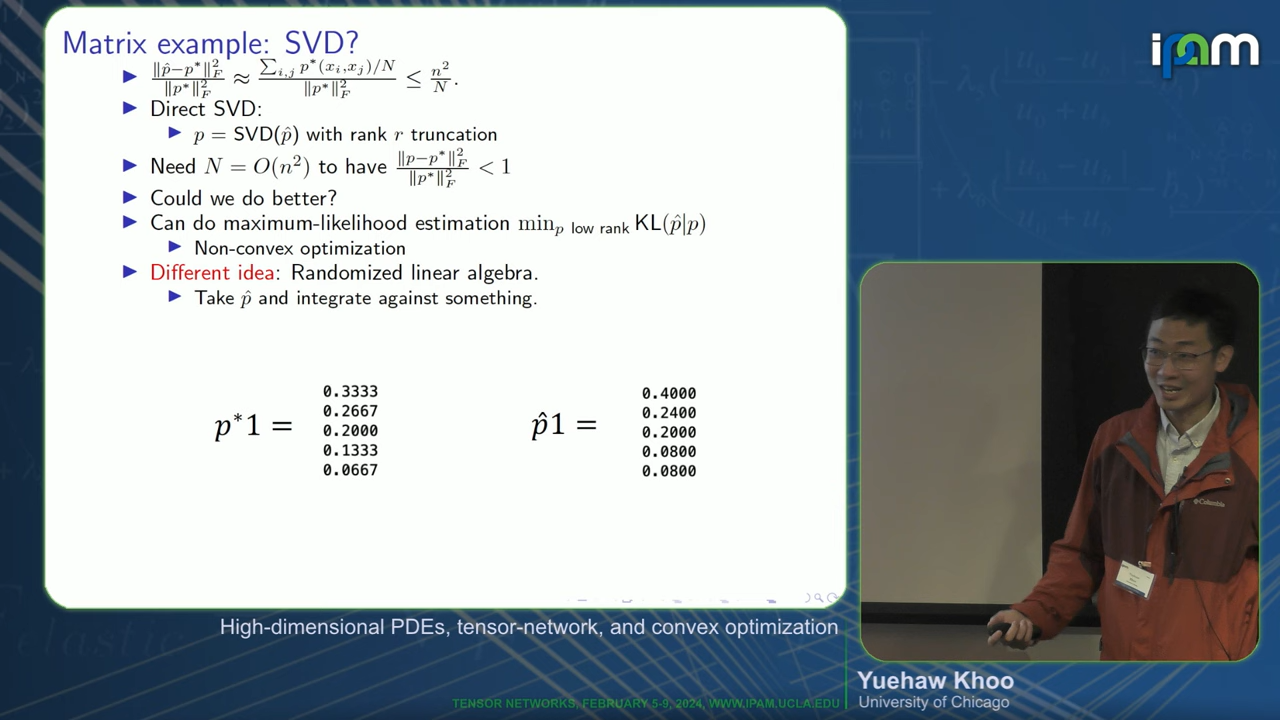 Matrix example: SVD?
ipam
▶ ‖p̂−p*‖²_F / ‖p*‖²_F ≈ (∑_{i,j} p*(x_i,x_j)/N) / ‖p*‖²_F ≤ n²/N.
▶ Direct SVD:
▶ p = SVD(p̂) with rank r truncation
▶ Need N = O(n²) to have ‖p−p*‖²_F / ‖p*‖²_F < 1
▶ Could we do better?
▶ Can do maximum-likelihood estimation min_{p low rank} KL(p̂|p)
▶ Non-convex optimization
▶ Different idea: Randomized linear algebra.
▶ Take p̂ and integrate against something.
p*1 =
0.3333
0.2667
0.2000
0.1333
0.0667
p̂1 =
0.4000
0.2400
0.2000
0.0800
0.0800
Columbia
High-dimensional PDEs, tensor-network, and convex optimization
Yuehaw Khoo
University of Chicago
TENSOR NETWORKS, FEBRUARY 5-9, 2024, WWW.IPAM.UCLA.EDU